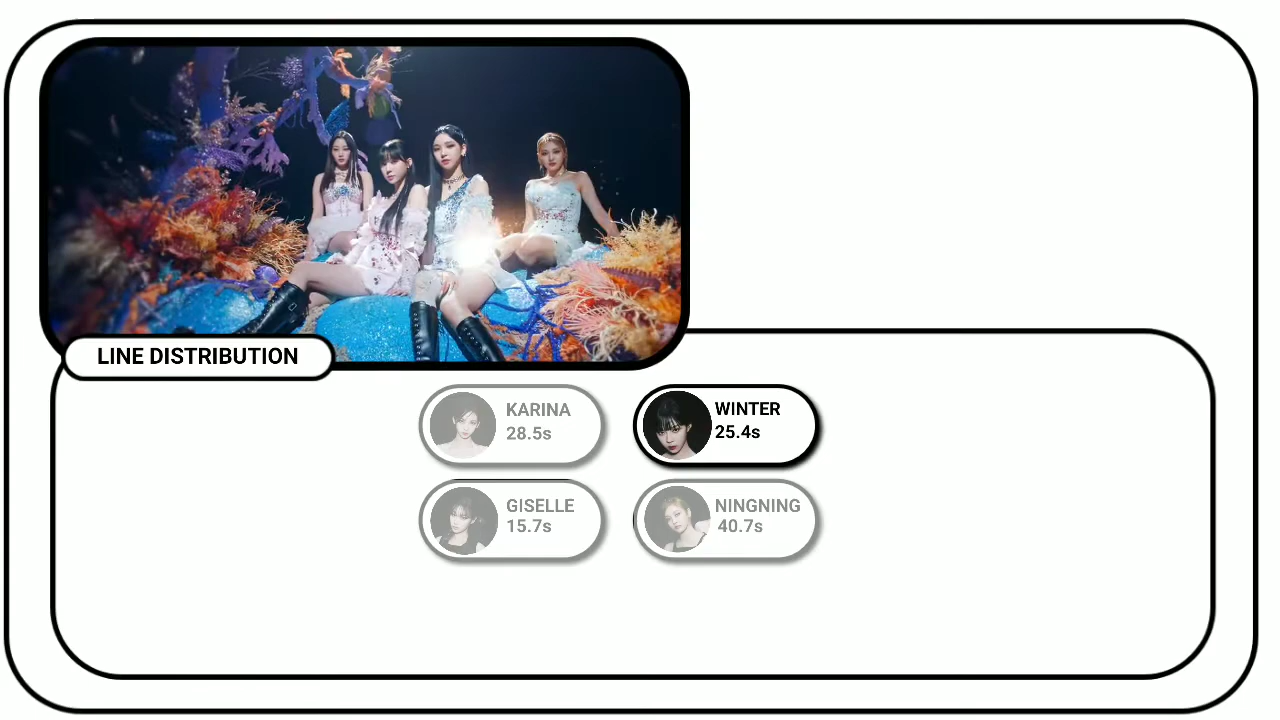 LINE DISTRIBUTION
KARINA
28.5s
WINTER
25.4s
GISELLE
15.7s
NINGNING
40.7s